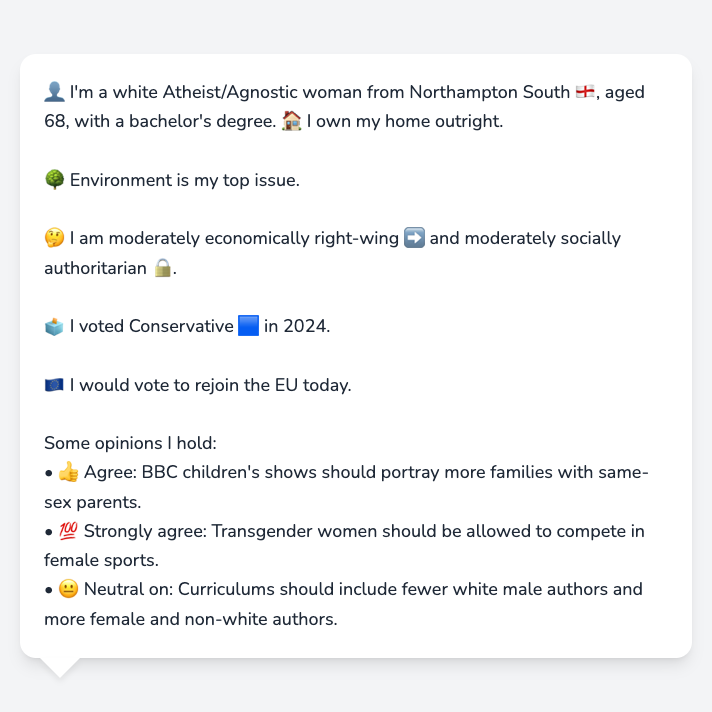 👤 I'm a white Atheist/Agnostic woman from Northampton South 🏴󠁧󠁢󠁥󠁮󠁧󠁿, aged
68, with a bachelor's degree. 🏠 I own my home outright.
🌳 Environment is my top issue.
🤔 I am moderately economically right-wing ➡️ and moderately socially
authoritarian 🔒.
🗳️ I voted Conservative 🟦 in 2024.
🇪🇺 I would vote to rejoin the EU today.
Some opinions I hold:
• 👍 Agree: BBC children's shows should portray more families with same-
sex parents.
• 💯 Strongly agree: Transgender women should be allowed to compete in
female sports.
• 😐 Neutral on: Curriculums should include fewer white male authors and
more female and non-white authors.